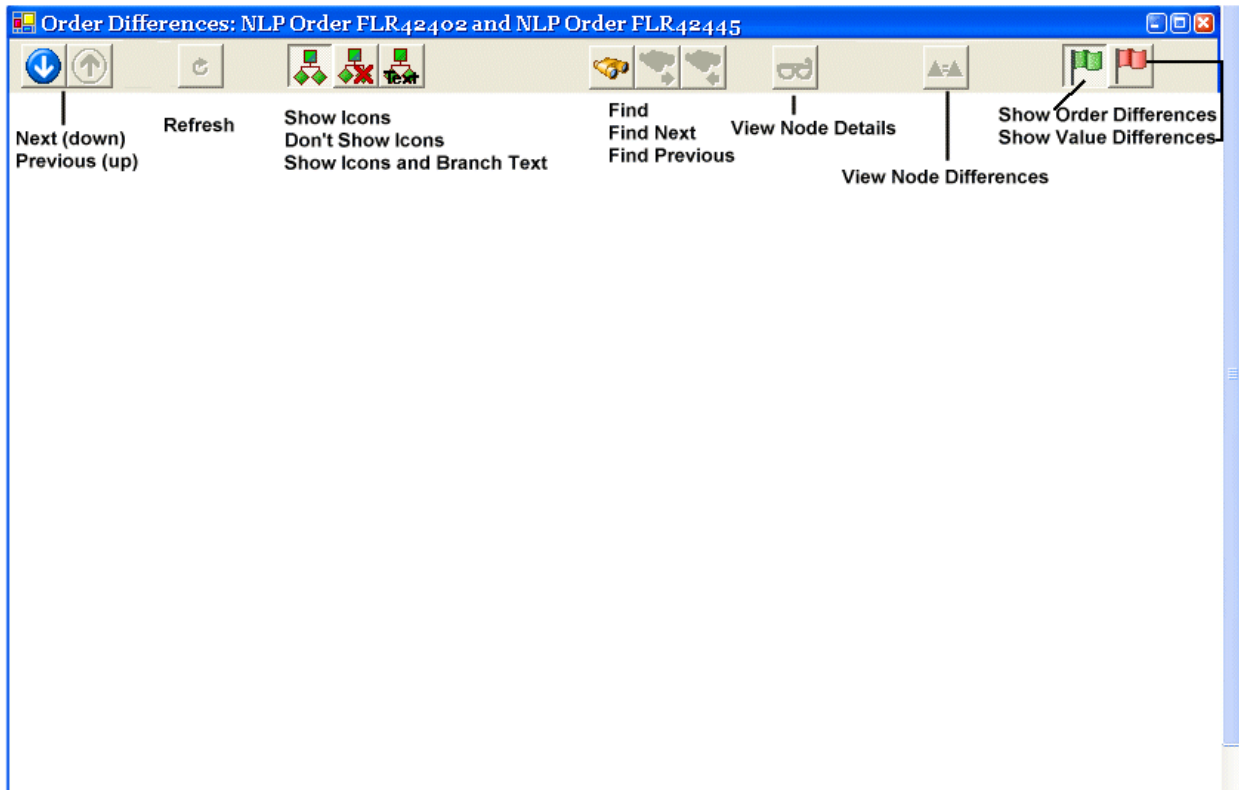 Order Differences: NLP Order FLR42402 and NLP Order FLR42445
Text
A=A
Next (down)
Previous (up)
Refresh
Show Icons
Don't Show Icons
Show Icons and Branch Text
Find
Find Next
Find Previous
View Node Details
View Node Differences
Show Order Differences
Show Value Differences